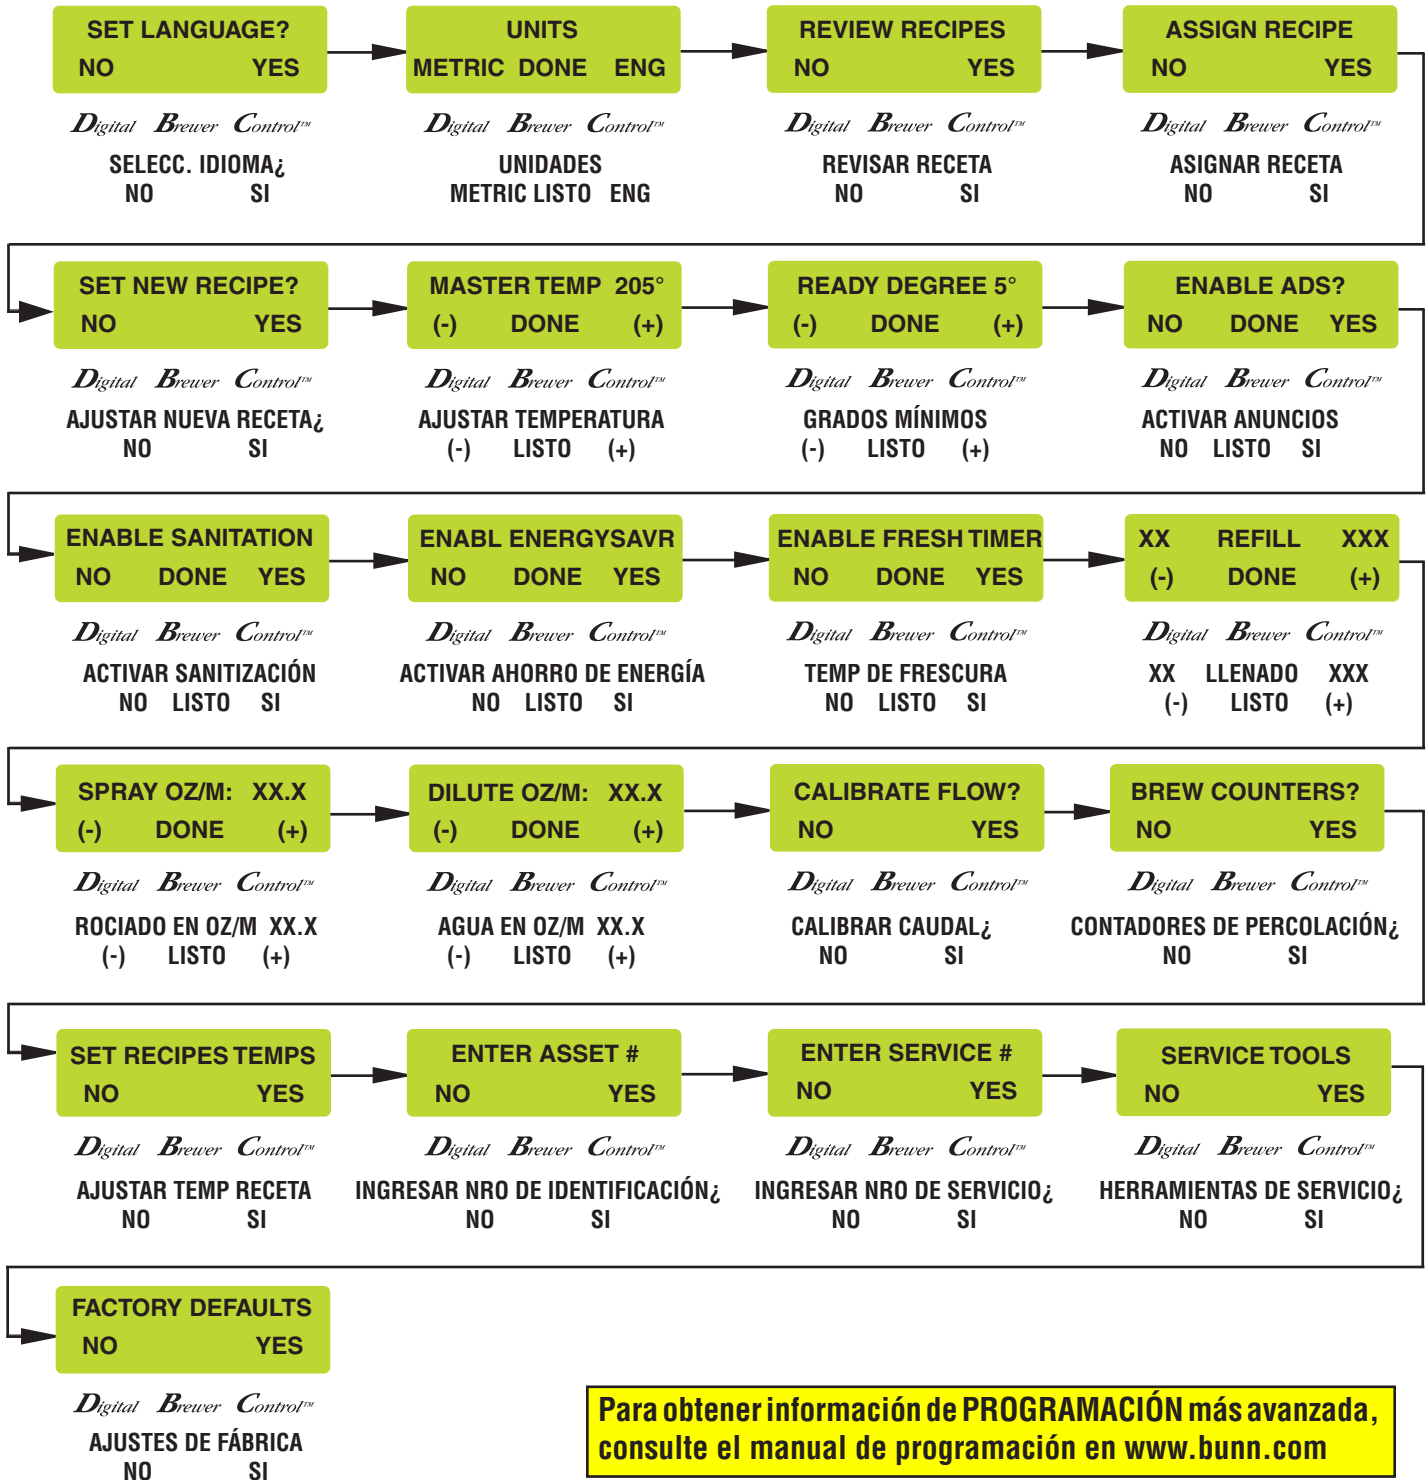 SET LANGUAGE?
NO YES
Digital Brewer Control™
SELECC. IDIOMA¿
NO SI
UNITS
METRIC DONE ENG
Digital Brewer Control™
UNIDADES
METRIC LISTO ENG
REVIEW RECIPES
NO YES
Digital Brewer Control™
REVISAR RECETA
NO SI
ASSIGN RECIPE
NO YES
Digital Brewer Control™
ASIGNAR RECETA
NO SI
SET NEW RECIPE?
NO YES
Digital Brewer Control™
AJUSTAR NUEVA RECETA¿
NO SI
MASTER TEMP 205°
(-) DONE (+)
Digital Brewer Control™
AJUSTAR TEMPERATURA
(-) LISTO (+)
READY DEGREE 5°
(-) DONE (+)
Digital Brewer Control™
GRADOS MÍNIMOS
(-) LISTO (+)
ENABLE ADS?
NO DONE YES
Digital Brewer Control™
ACTIVAR ANUNCIOS
NO LISTO SI
ENABLE SANITATION
NO DONE YES
Digital Brewer Control™
ACTIVAR SANITIZACIÓN
NO LISTO SI
ENABL ENERGYSAVR
NO DONE YES
Digital Brewer Control™
ACTIVAR AHORRO DE ENERGÍA
NO LISTO SI
ENABLE FRESH TIMER
NO DONE YES
Digital Brewer Control™
TEMP DE FRESCURA
NO LISTO SI
XX REFILL XXX
(-) DONE (+)
Digital Brewer Control™
XX LLENADO XXX
(-) LISTO (+)
SPRAY OZ/M: XX.X
(-) DONE (+)
Digital Brewer Control™
ROCIADO EN OZ/M XX.X
(-) LISTO (+)
DILUTE OZ/M: XX.X
(-) DONE (+)
Digital Brewer Control™
AGUA EN OZ/M XX.X
(-) LISTO (+)
CALIBRATE FLOW?
NO YES
Digital Brewer Control™
CALIBRAR CAUDAL¿
NO SI
BREW COUNTERS?
NO YES
Digital Brewer Control™
CONTADORES DE PERCOLACIÓN¿
NO SI
SET RECIPES TEMPS
NO YES
Digital Brewer Control™
AJUSTAR TEMP RECETA
NO SI
ENTER ASSET #
NO YES
Digital Brewer Control™
INGRESAR NRO DE IDENTIFICACIÓN¿
NO SI
ENTER SERVICE #
NO YES
Digital Brewer Control™
INGRESAR NRO DE SERVICIO¿
NO SI
SERVICE TOOLS
NO YES
Digital Brewer Control™
HERRAMIENTAS DE SERVICIO¿
NO SI
FACTORY DEFAULTS
NO YES
Digital Brewer Control™
AJUSTES DE FÁBRICA
NO SI
Para obtener información de PROGRAMACIÓN más avanzada,
consulte el manual de programación en www.bunn.com